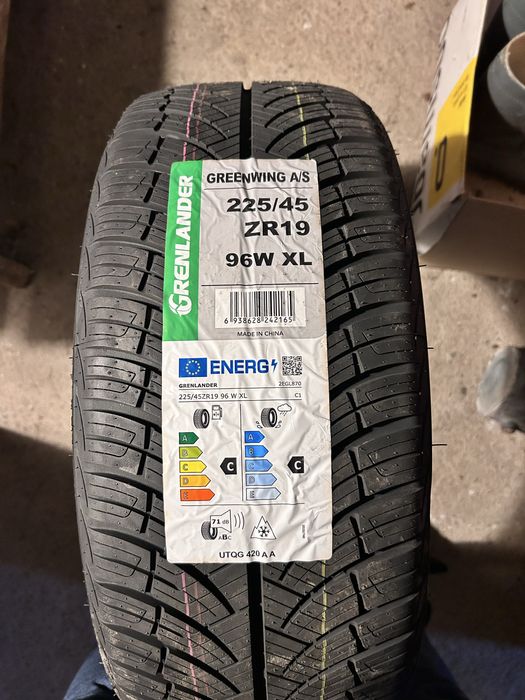 GRENLANDER
GREENWING A/S
225/45
ZR19
96W XL
6 938628 242165
MADE IN CHINA
ENERG
GRENLANDER 2EGL870
225/45ZR19 96 W XL C1
A A
B B
C C C C
D D
E E
71 dB
ABC
UTQG 420 A A